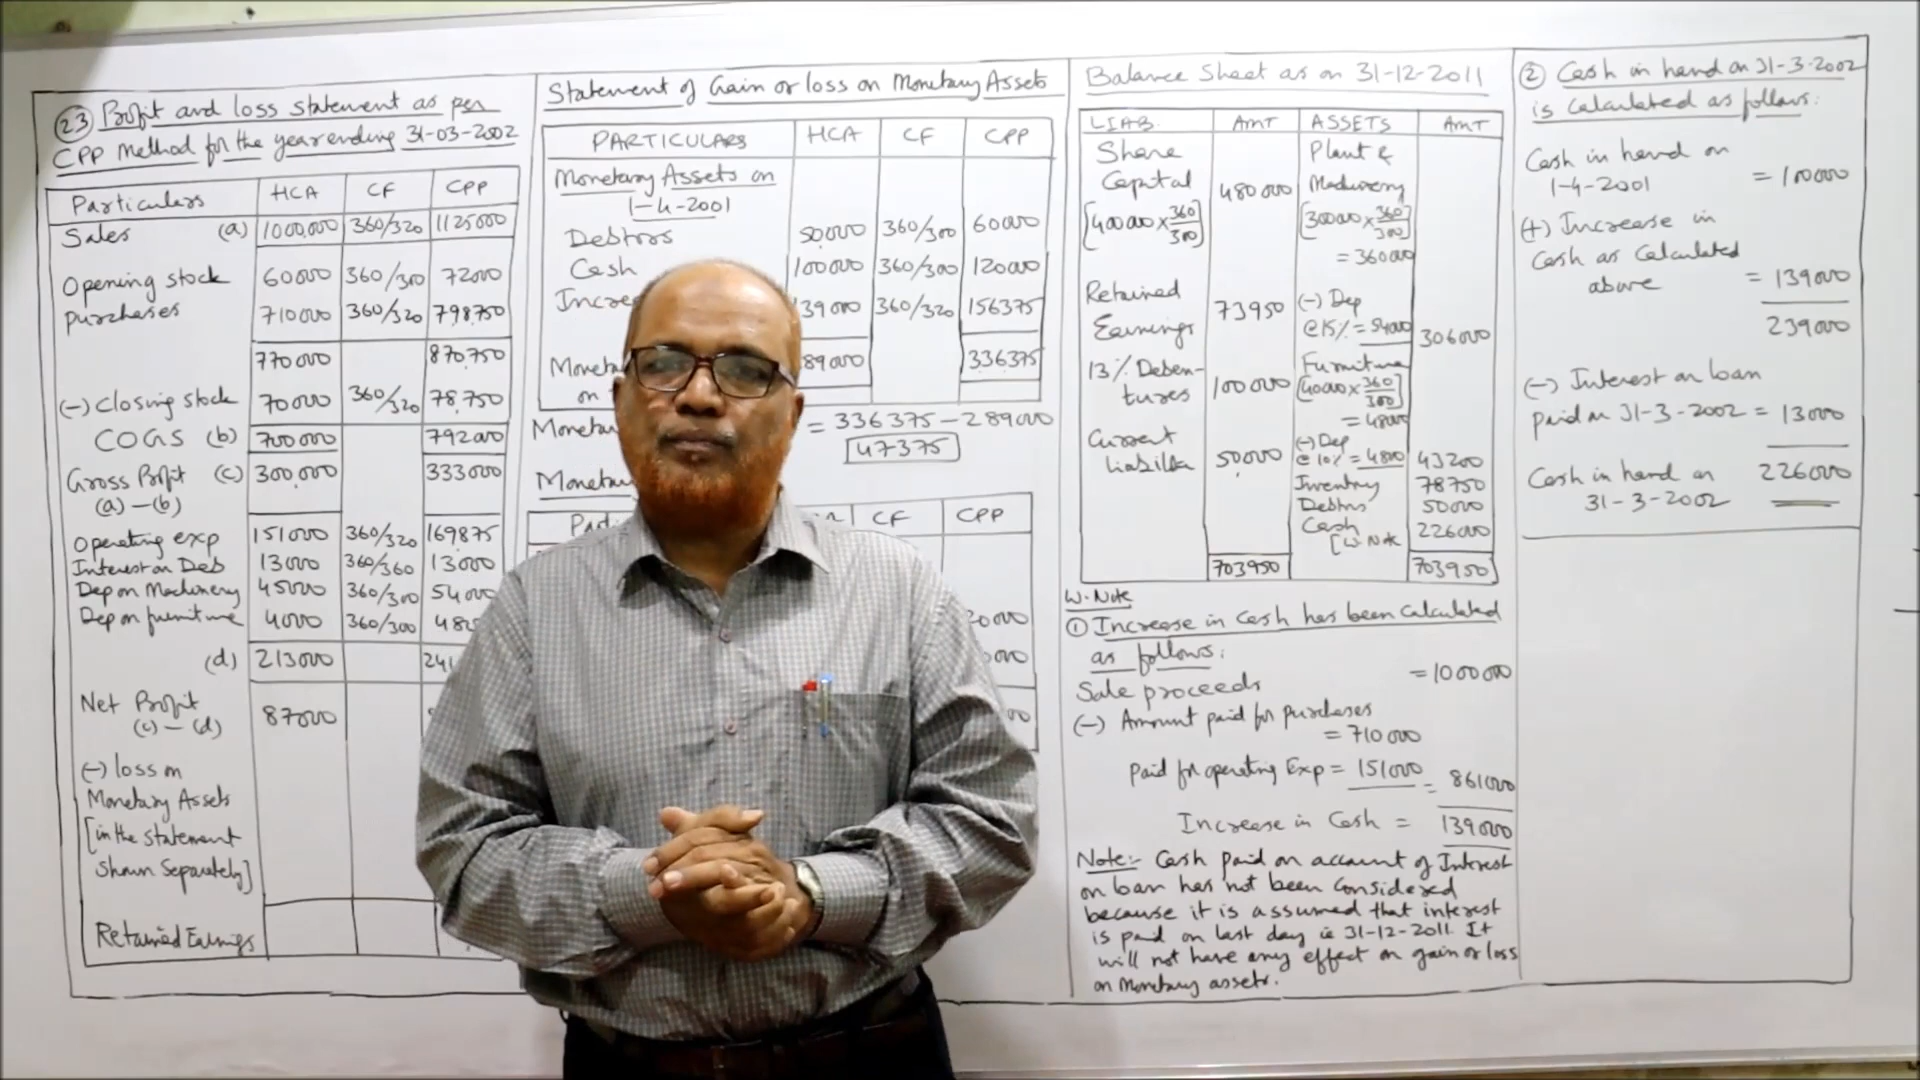 (23) Profit and loss statement as per
CPP Method for the year ending 31-03-2002
Particulars HCA CF CPP
Sales (a) 1000,000 360/320 1125000
Opening stock 60000 360/300 72000
purchases 710000 360/320 798750
770000 870,750
(-) Closing stock 70000 360/320 78,750
COGS (b) 700000 792000
Gross Profit (c) 300,000 333000
(a) - (b)
Operating exp 151000 360/320 169875
Interest on Deb 13000 360/360 13000
Dep on Machinery 45000 360/300 54000
Dep on furniture 4000 360/300
(d) 213000
Net Profit
(c) - (d) 87000
(-) loss on
Monetary Assets
[in the statement
shown Separately]
Retained Earnings
Statement of Gain or loss on Monetary Assets
PARTICULARS HCA CF CPP
Monetary Assets on
1-4-2001
Debtors 50,000 360/300 60000
Cash 100000 360/300 120000
360/320 156375
336375
on
= 336375 - 289000
47375
CF CPP
Balance Sheet as on 31-12-2011
LIAB. AMT ASSETS AMT
Share
Capital 480000
[400000 × 360/300]
Retained
Earnings 73950
13% Deben-
tures 100000
Current
50,000
703950
Plant &
Machinery
[300000 × 360/300]
= 360000
(-) Dep
@ 15% = 54000 306000
Furniture
[40000 × 360/300]
= 48000
(-) Dep
@ 10% = 4800 43200
Inventory 78750
Debtors 50000
Cash 226000
[W. Note
703950
W. Note
(1) Increase in Cash has been Calculated
as follows:
Sale proceeds = 1000000
(-) Amount paid for purchases
= 710000
Paid for operating Exp = 151000 = 861000
Increase in Cash = 139000
Note:- Cash paid on account of Interest
on loan has not been Considered
because it is assumed that interest
is paid on last day ie 31-12-2011. It
will not have any effect on gain or loss
on Monetary assets.
(2) Cash in hand on 31-3-2002
is Calculated as follows:
Cash in hand on
1-4-2001 = 100000
(+) Increase in
Cash as Calculated
above = 139000
239000
(-) Interest on loan
paid on 31-3-2002 = 13000
Cash in hand on 226000
31-3-2002